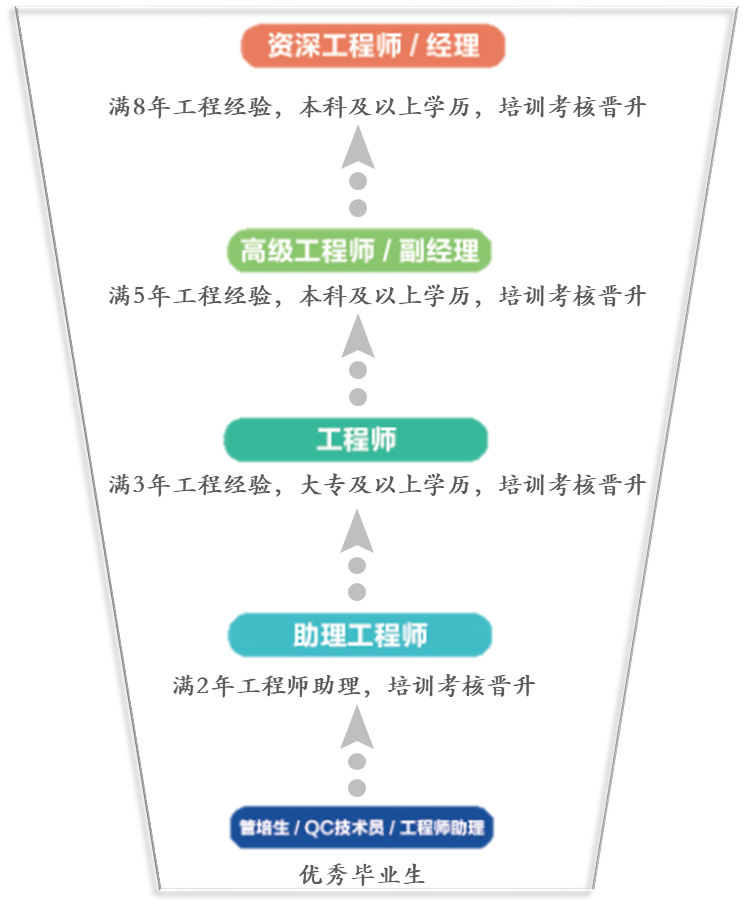 资深工程师 / 经理
满8年工程经验，本科及以上学历，培训考核晋升
高级工程师 / 副经理
满5年工程经验，本科及以上学历，培训考核晋升
工程师
满3年工程经验，大专及以上学历，培训考核晋升
助理工程师
满2年工程师助理，培训考核晋升
管培生 / QC技术员 / 工程师助理
优秀毕业生